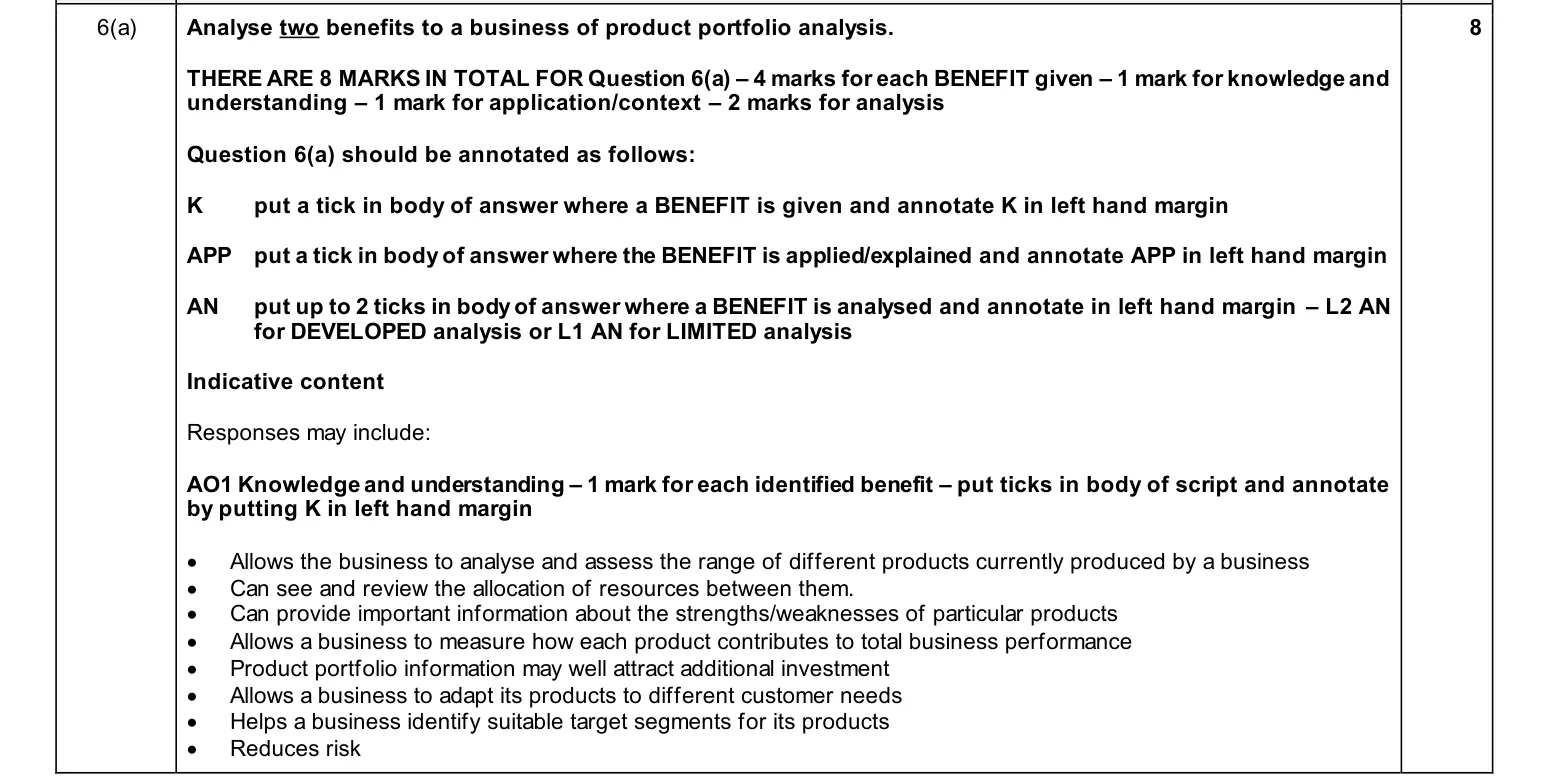 6(a)
Analyse two benefits to a business of product portfolio analysis.
8
THERE ARE 8 MARKS IN TOTAL FOR Question 6(a) – 4 marks for each BENEFIT given – 1 mark for knowledge and
understanding – 1 mark for application/context – 2 marks for analysis
Question 6(a) should be annotated as follows:
K put a tick in body of answer where a BENEFIT is given and annotate K in left hand margin
APP put a tick in body of answer where the BENEFIT is applied/explained and annotate APP in left hand margin
AN put up to 2 ticks in body of answer where a BENEFIT is analysed and annotate in left hand margin – L2 AN
for DEVELOPED analysis or L1 AN for LIMITED analysis
Indicative content
Responses may include:
AO1 Knowledge and understanding – 1 mark for each identified benefit – put ticks in body of script and annotate
by putting K in left hand margin
• Allows the business to analyse and assess the range of different products currently produced by a business
• Can see and review the allocation of resources between them.
• Can provide important information about the strengths/weaknesses of particular products
• Allows a business to measure how each product contributes to total business performance
• Product portfolio information may well attract additional investment
• Allows a business to adapt its products to different customer needs
• Helps a business identify suitable target segments for its products
• Reduces risk